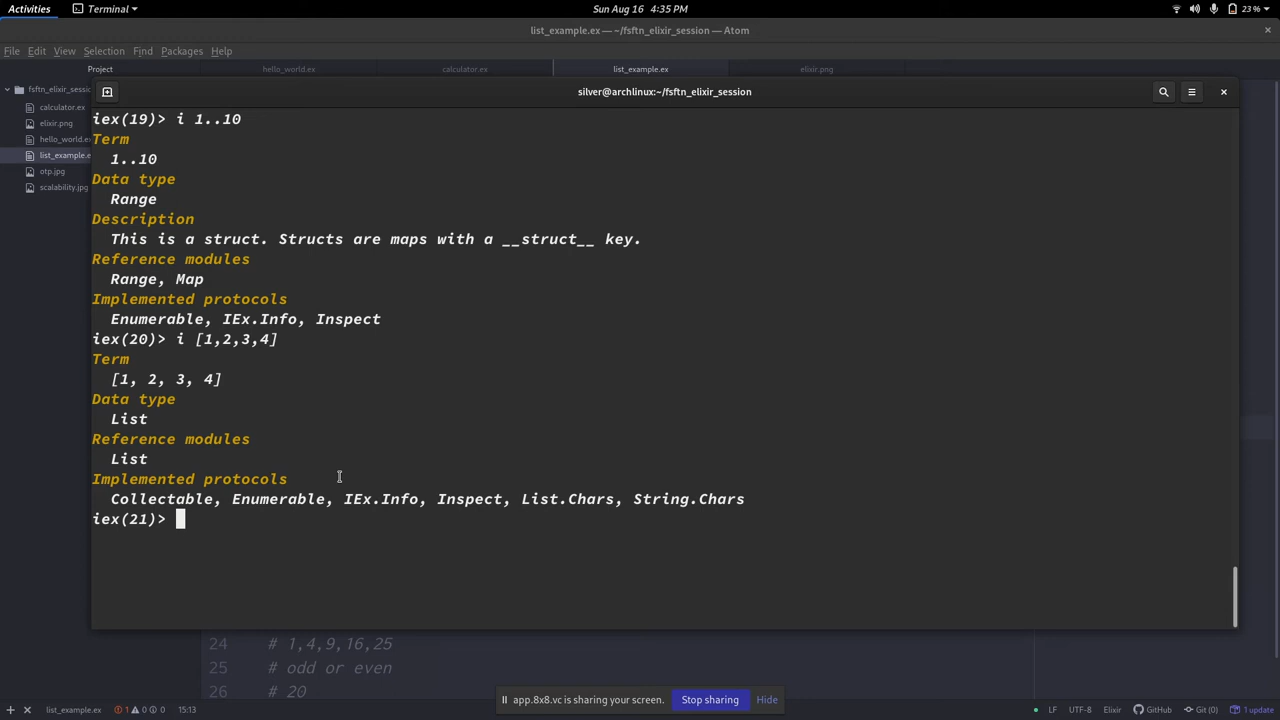 Activities
Terminal
Sun Aug 16 4:35 PM
23 %
list_example.ex — ~/fsftn_elixir_session — Atom
File Edit View Selection Find Packages Help
Project
hello_world.ex
calculator.ex
list_example.ex
elixir.png
fsftn_elixir_sessio
calculator.ex
elixir.png
hello_world.e
list_example.e
otp.jpg
scalability.jpg
silver@archlinux:~/fsftn_elixir_session
iex(19)> i 1..10
Term
1..10
Data type
Range
Description
This is a struct. Structs are maps with a __struct__ key.
Reference modules
Range, Map
Implemented protocols
Enumerable, IEx.Info, Inspect
iex(20)> i [1,2,3,4]
Term
[1, 2, 3, 4]
Data type
List
Reference modules
List
Implemented protocols
Collectable, Enumerable, IEx.Info, Inspect, List.Chars, String.Chars
iex(21)>
24 # 1,4,9,16,25
25 # odd or even
26 # 20
app.8x8.vc is sharing your screen.
Stop sharing
Hide
list_example.ex 1 0 0 15:13
LF UTF-8 Elixir GitHub Git (0) 1 update